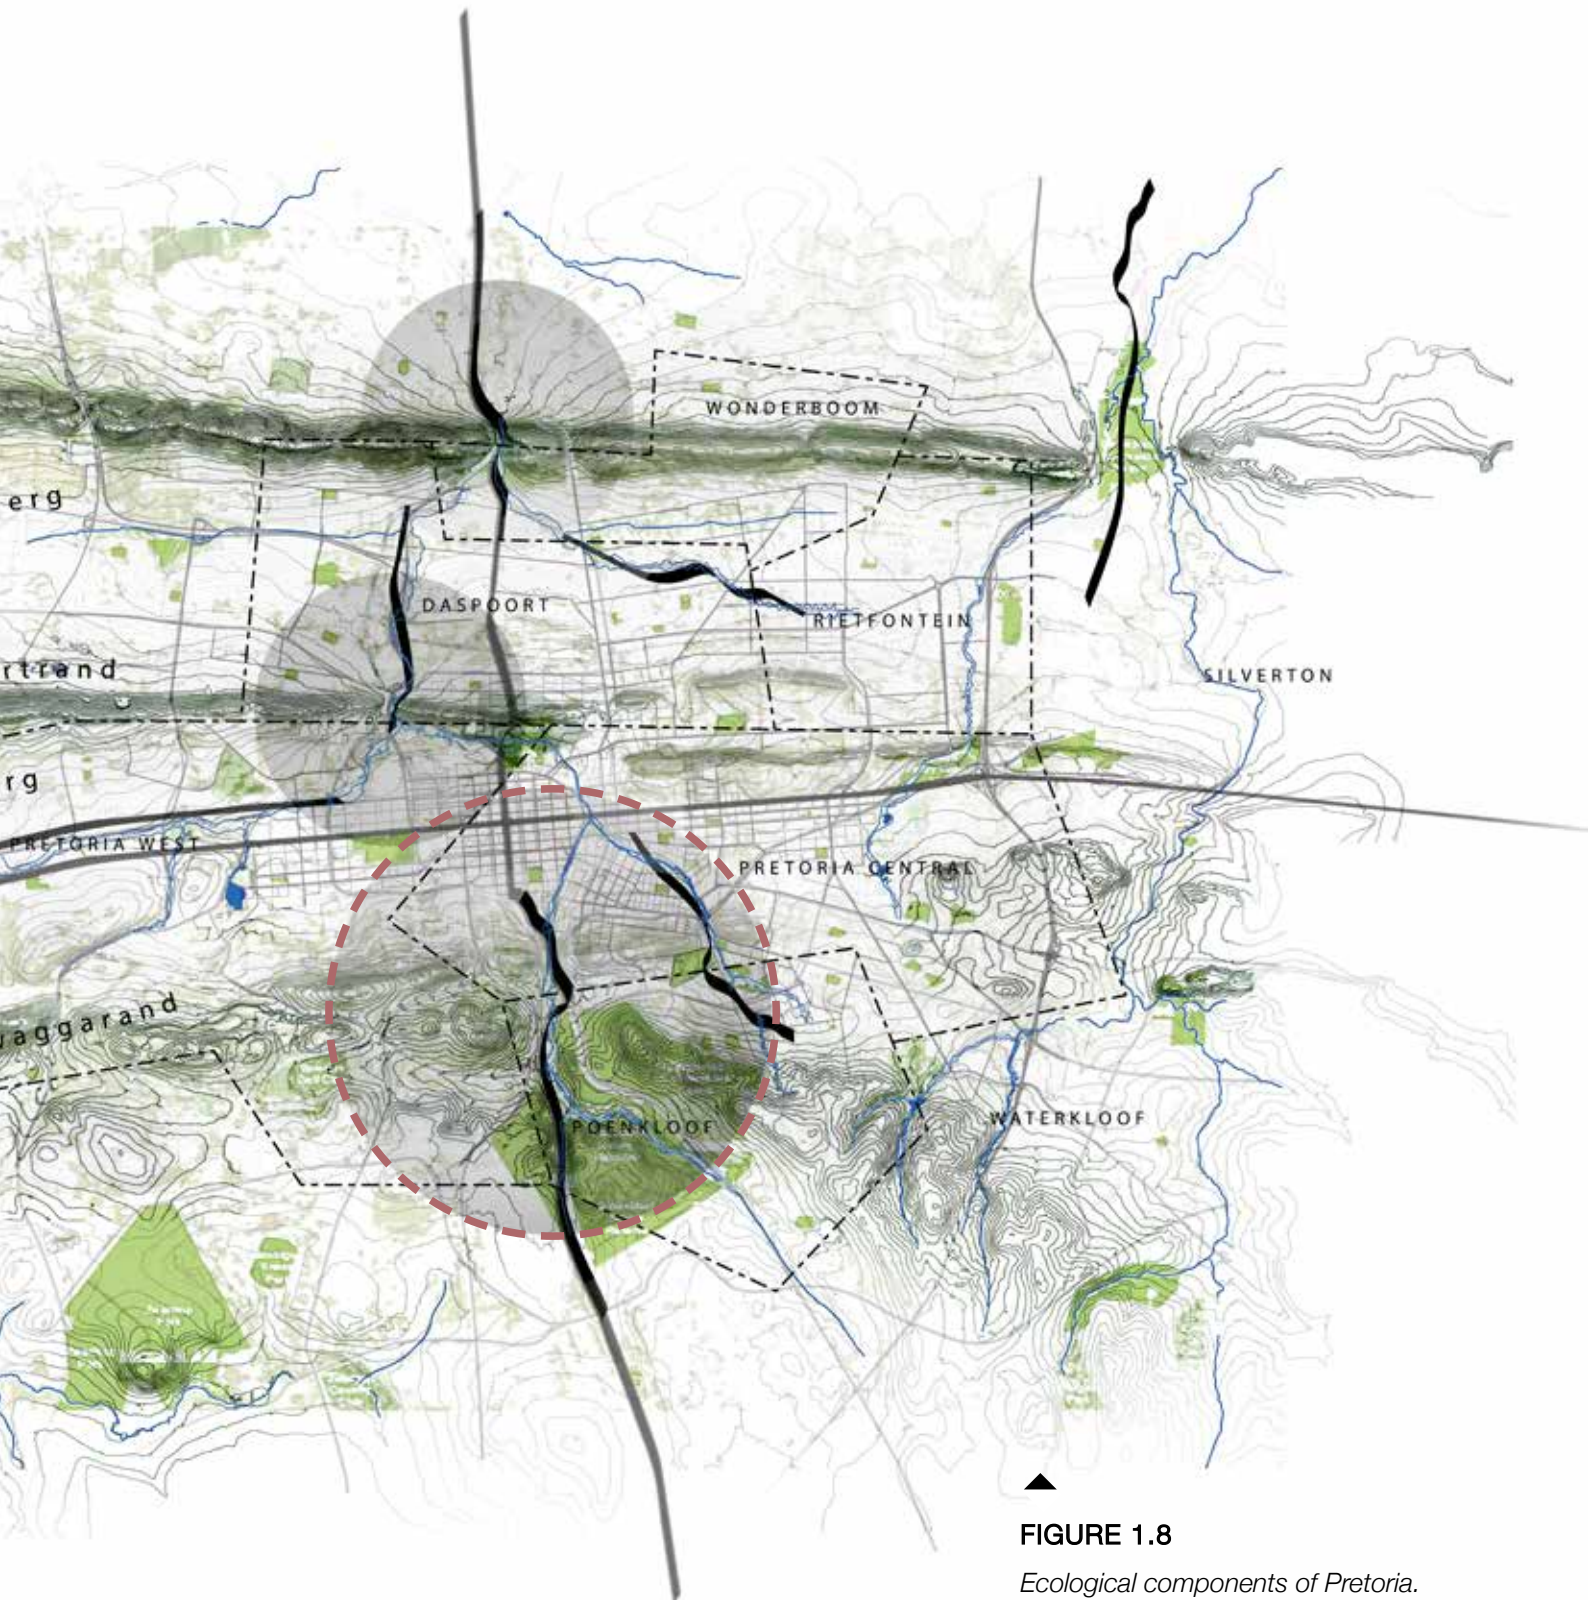 WONDERBOOM
erg
DASPOORT
RIETFONTEIN
rtrand
SILVERTON
rg
PRETORIA WEST
PRETORIA CENTRAL
waggarand
POENKLOOF
WATERKLOOF
FIGURE 1.8
Ecological components of Pretoria.